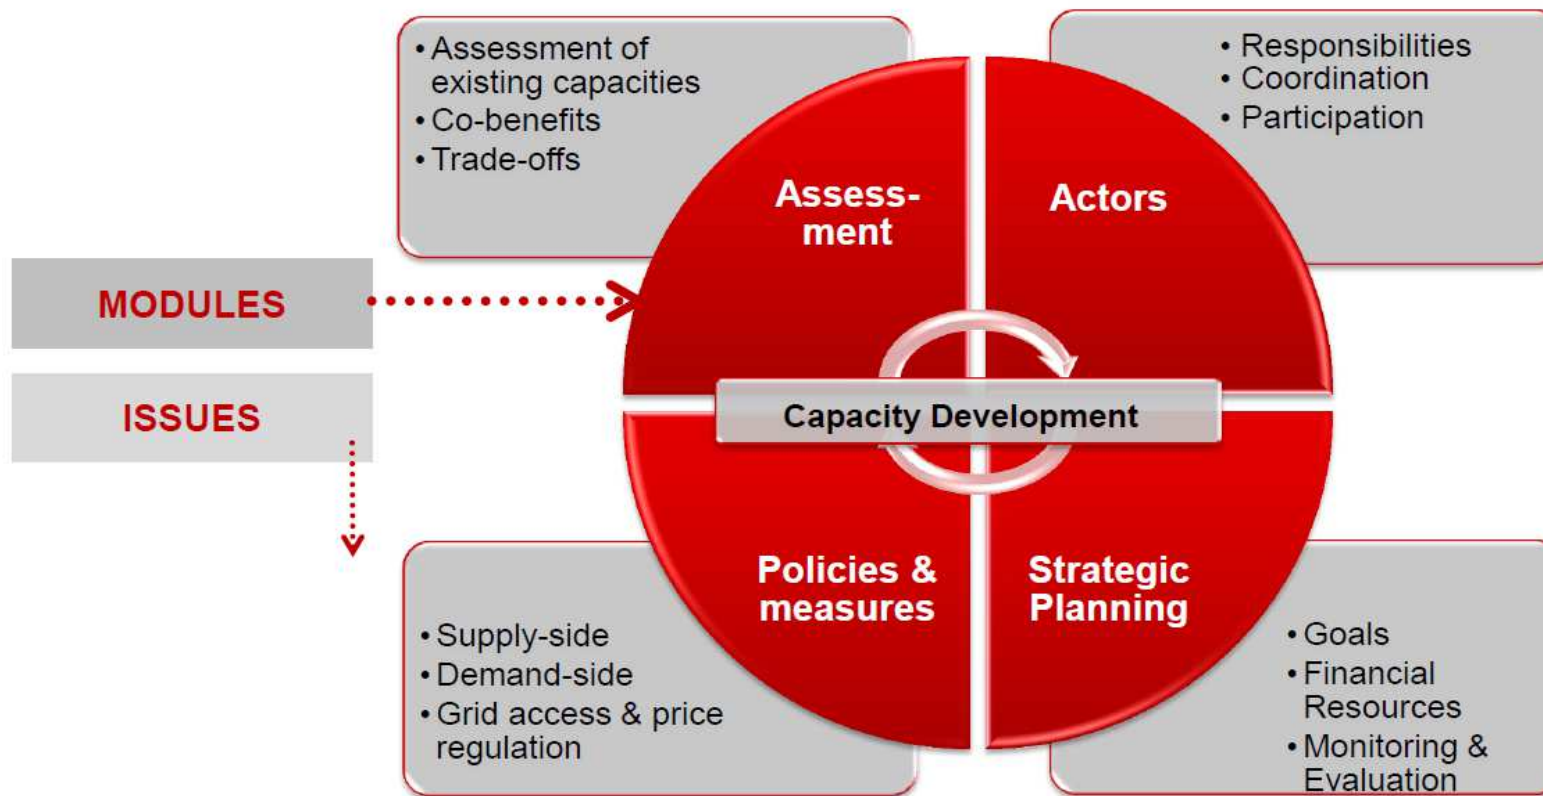 • Assessment of
existing capacities
• Co-benefits
• Trade-offs
• Responsibilities
• Coordination
• Participation
Assess-
ment
Actors
MODULES
ISSUES
Capacity Development
Policies &
measures
Strategic
Planning
• Supply-side
• Demand-side
• Grid access & price
regulation
• Goals
• Financial
Resources
• Monitoring &
Evaluation